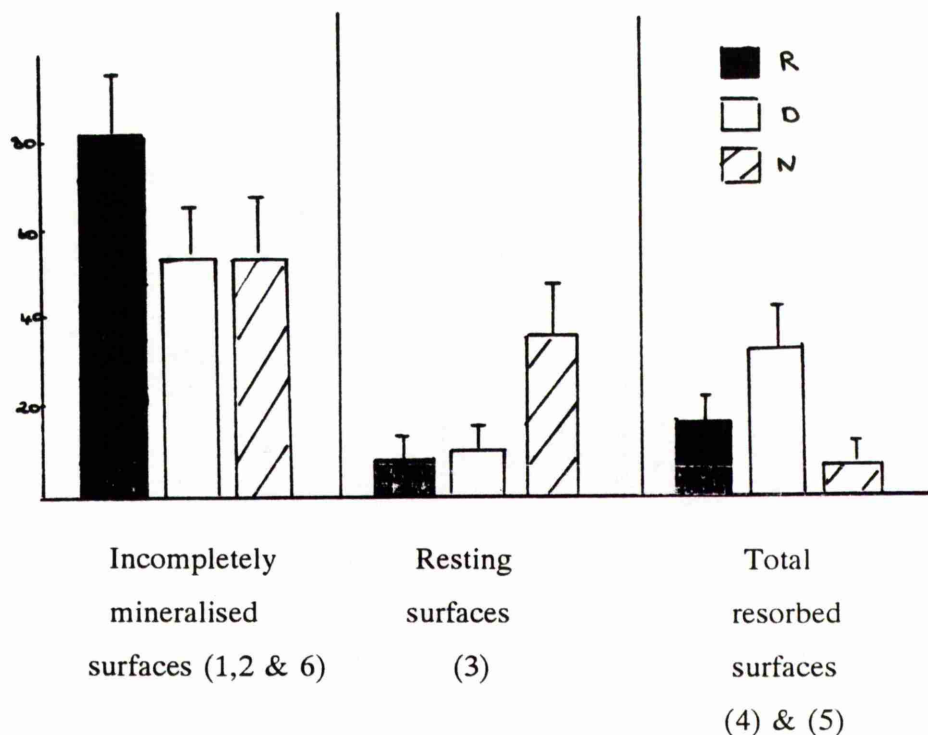 R
D
N
80
60
40
20
Incompletely
mineralised
surfaces (1,2 & 6)
Resting
surfaces
(3)
Total
resorbed
surfaces
(4) & (5)